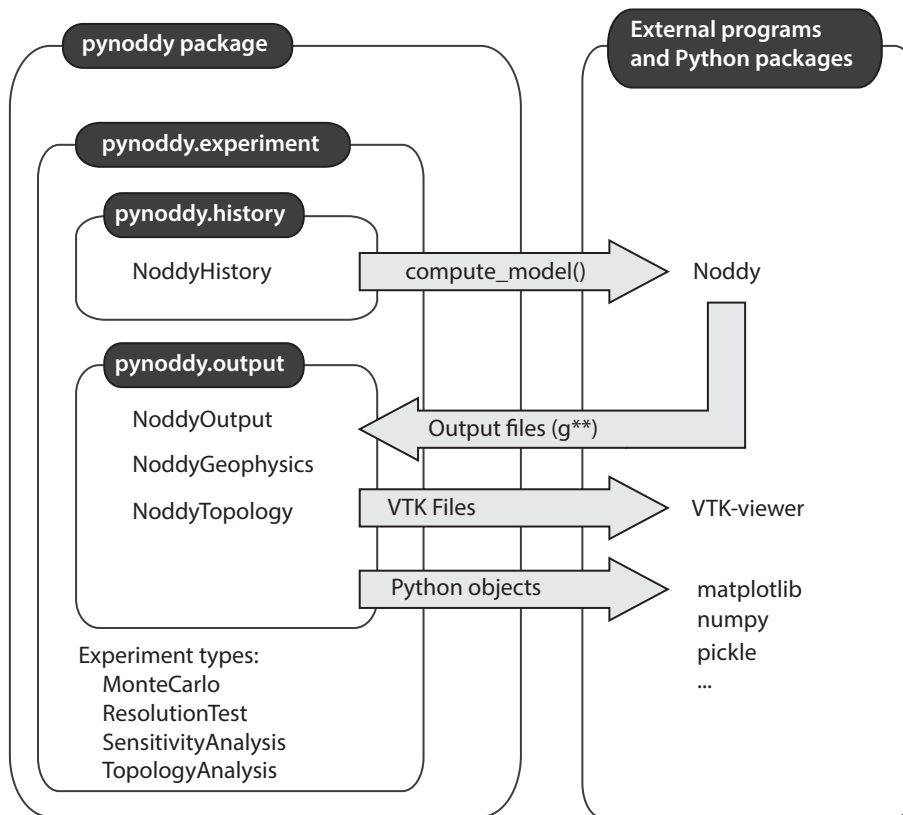 pynoddy package
External programs
and Python packages
pynoddy.experiment
pynoddy.history
NoddyHistory
compute_model()
Noddy
pynoddy.output
NoddyOutput
Output files (g**)
NoddyGeophysics
NoddyTopology
VTK Files
VTK-viewer
Python objects
matplotlib
numpy
pickle
...
Experiment types:
MonteCarlo
ResolutionTest
SensitivityAnalysis
TopologyAnalysis